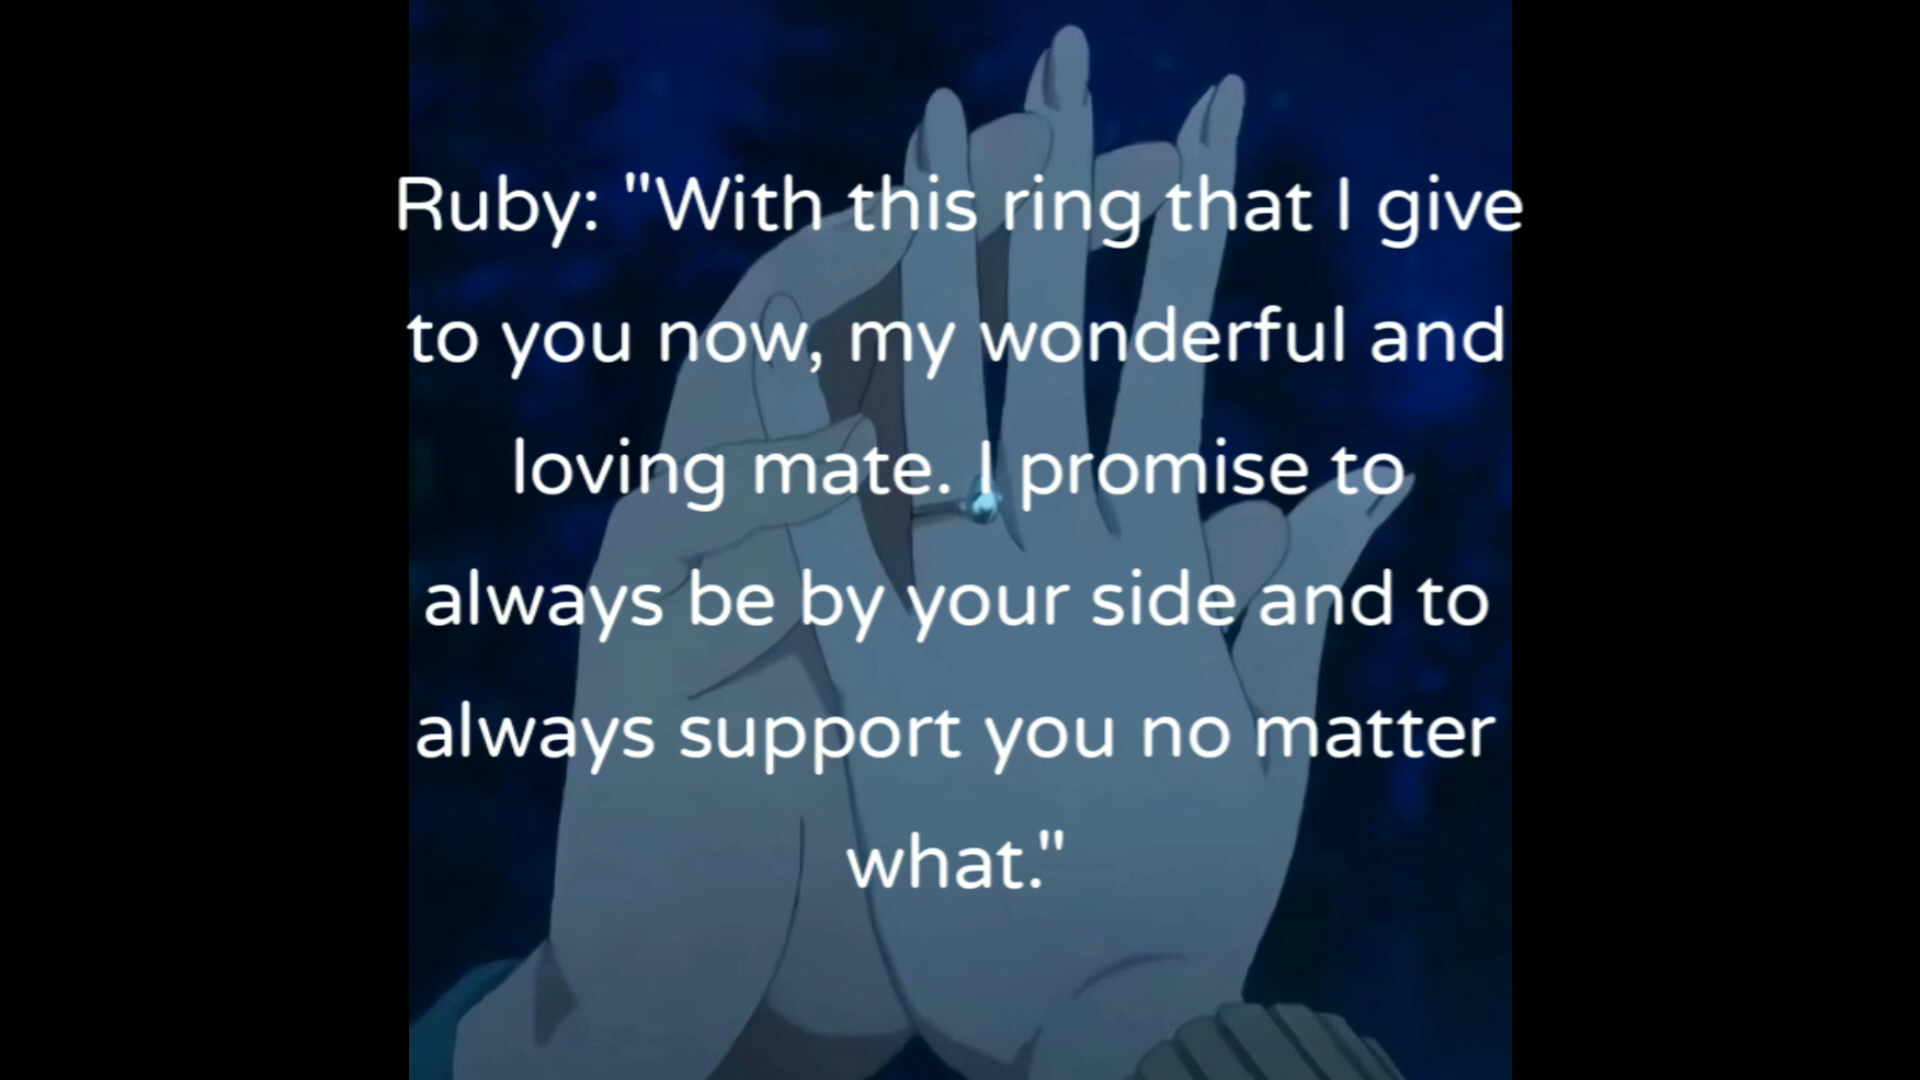 Ruby: "With this ring that I give
to you now, my wonderful and
loving mate. I promise to
always be by your side and to
always support you no matter
what."